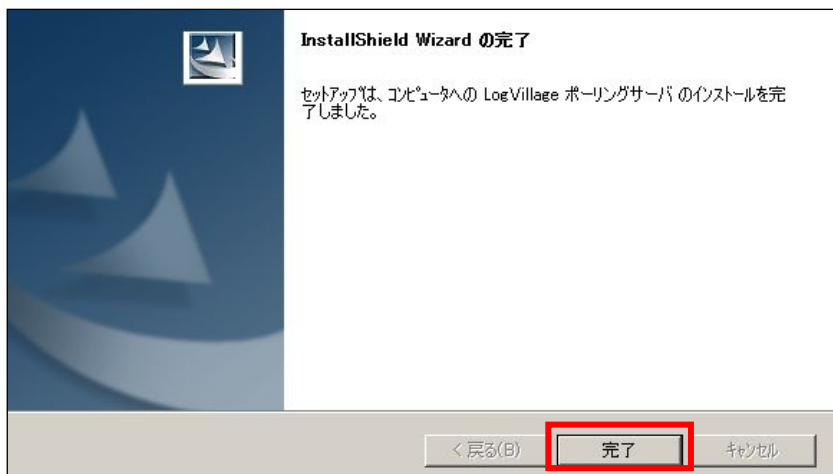 InstallShield Wizard の完了
セットアップは、コンピュータへの LogVillage ポーリングサーバ のインストールを完
了しました。
< 戻る(B)
完了
キャンセル